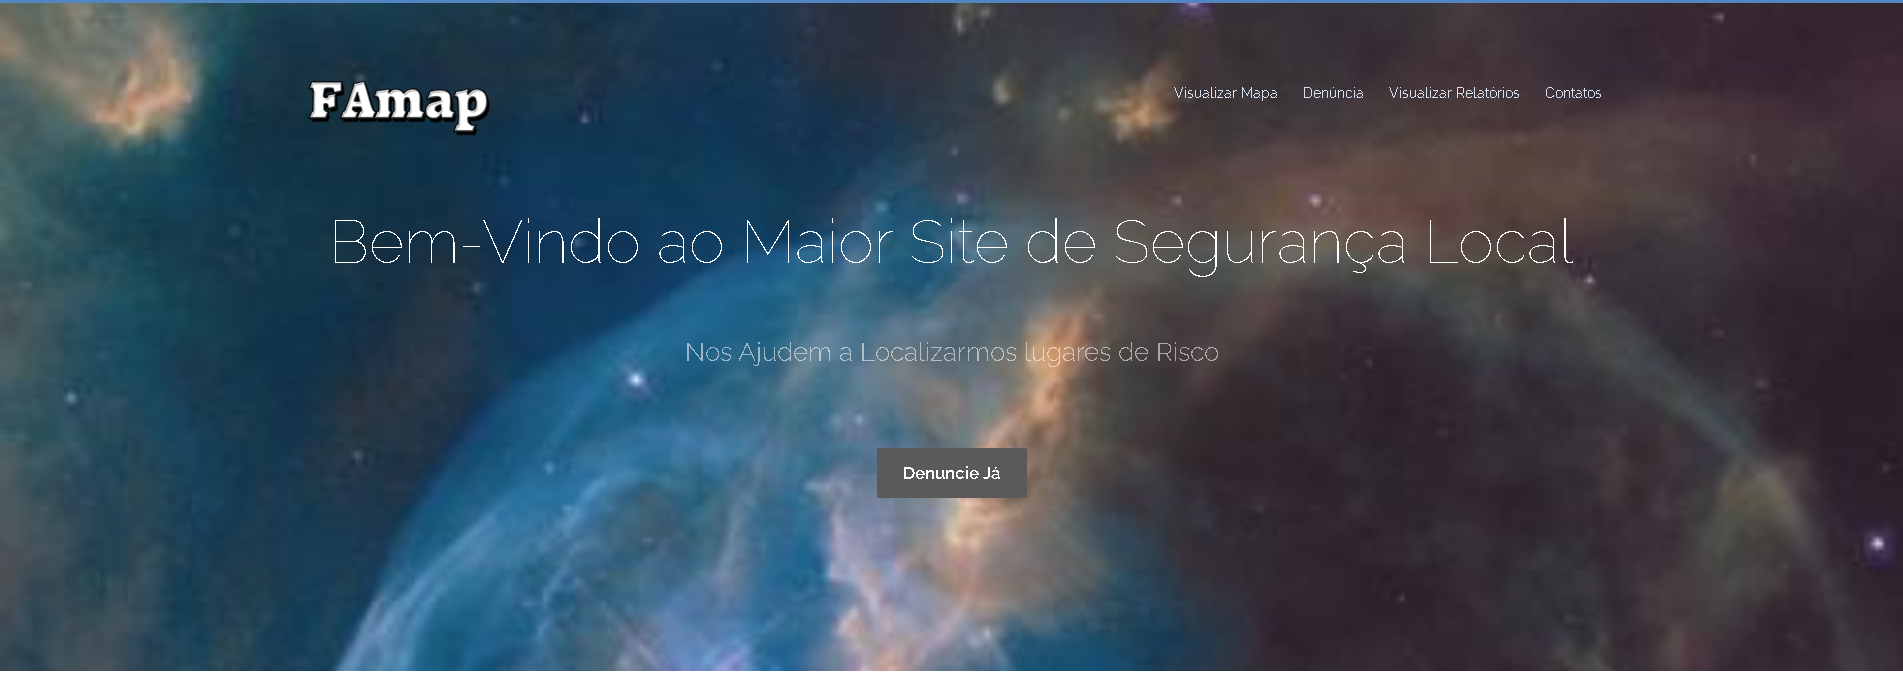 FAmap
Visualizar Mapa Denúncia Visualizar Relatórios Contatos
Bem-Vindo ao Maior Site de Segurança Local
Nos Ajudem a Localizarmos lugares de Risco
Denuncie Já